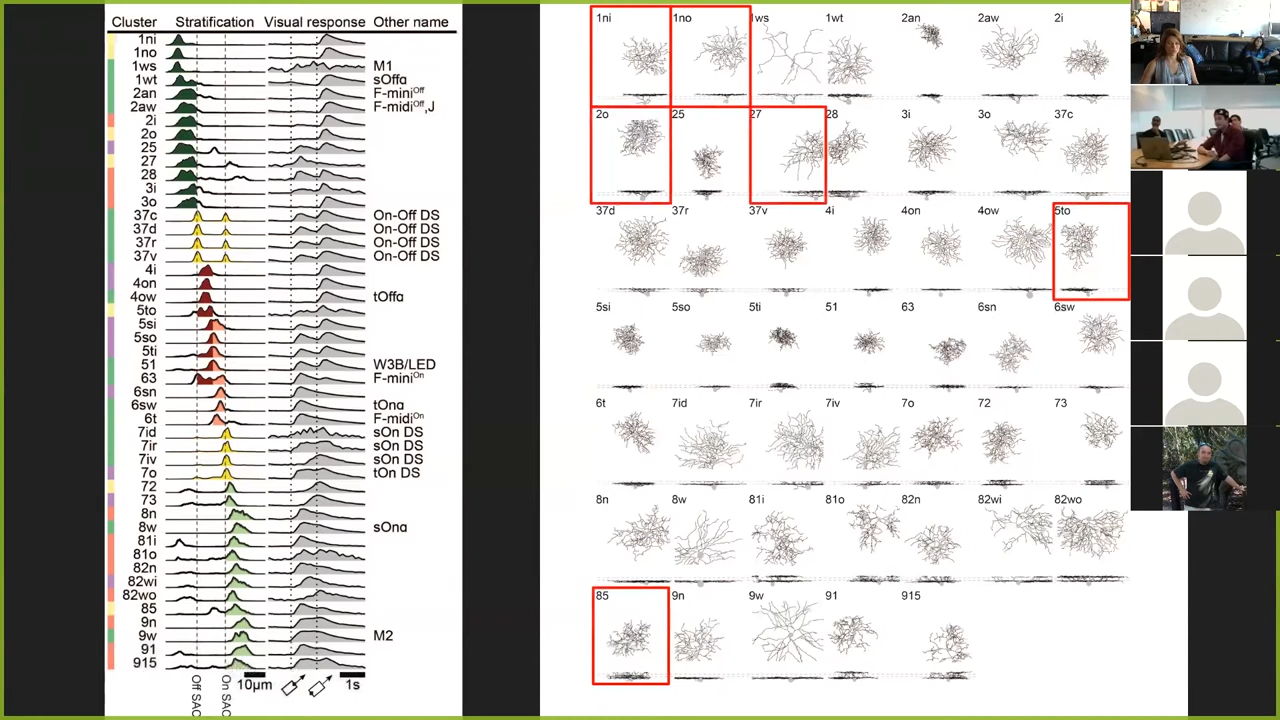 Cluster Stratification Visual response Other name
1ni
1no
1ws M1
1wt sOffα
2an F-mini^Off
2aw F-midi^Off,J
2i
2o
25
27
28
3i
3o
37c On-Off DS
37d On-Off DS
37r On-Off DS
37v On-Off DS
4i
4on
4ow tOffα
5to
5si
5so
5ti
51 W3B/LED
63 F-mini^On
6sn
6sw tOnα
6t F-midi^On
7id sOn DS
7ir sOn DS
7iv sOn DS
7o tOn DS
72
73
8n
8w sOnα
81i
81o
82n
82wi
82wo
85
9n
9w M2
91
915
Off SAC On SAC 10μm 1s
1ni 1no 1ws 1wt 2an 2aw 2i
2o 25 27 28 3i 3o 37c
37d 37r 37v 4i 4on 4ow 5to
5si 5so 5ti 51 63 6sn 6sw
6t 7id 7ir 7iv 7o 72 73
8n 8w 81i 81o 82n 82wi 82wo
85 9n 9w 91 915